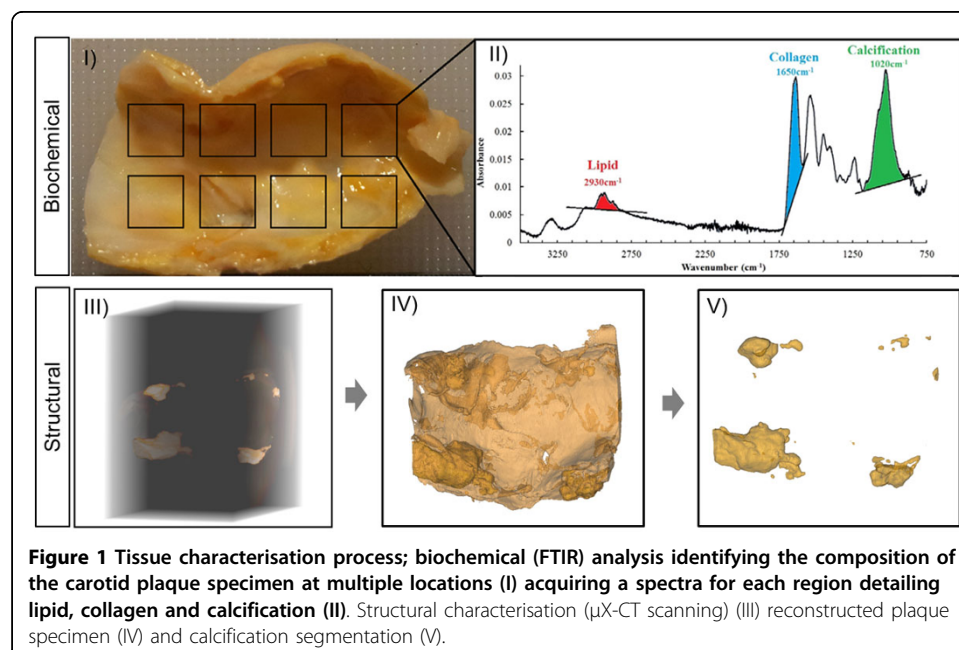 Biochemical
I)
II)
Collagen
1650cm⁻¹
Calcification
1020cm⁻¹
Lipid
2930cm⁻¹
Absorbance
0.03
0.025
0.02
0.015
0.01
0.005
0
3250 2750 2250 1750 1250 750
Wavenumber (cm⁻¹)
Structural
III)
IV)
V)
Figure 1 Tissue characterisation process; biochemical (FTIR) analysis identifying the composition of
the carotid plaque specimen at multiple locations (I) acquiring a spectra for each region detailing
lipid, collagen and calcification (II). Structural characterisation (µX-CT scanning) (III) reconstructed plaque
specimen (IV) and calcification segmentation (V).